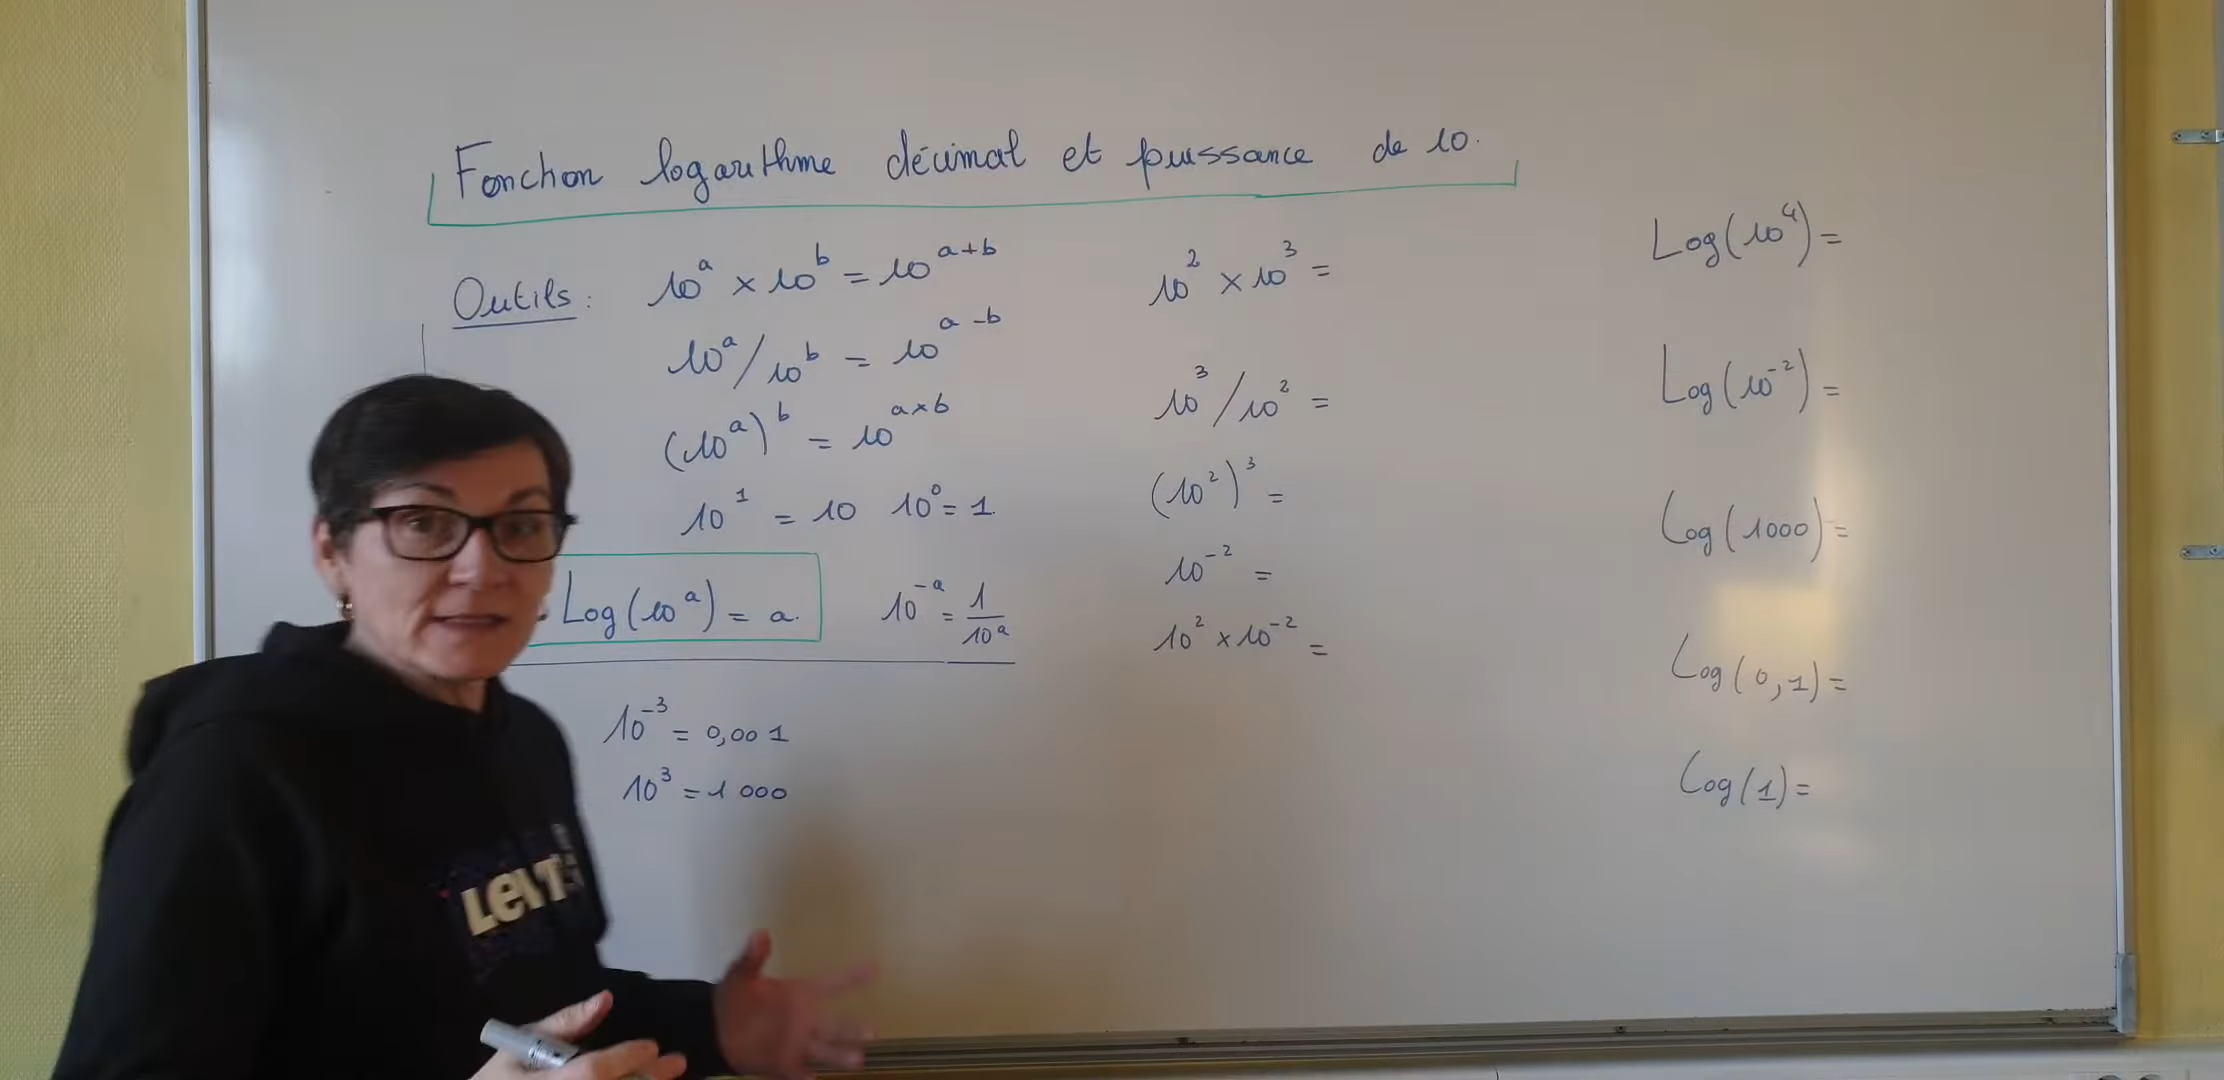 Fonction logarithme décimal et puissance de 10.
Outils :
10^a × 10^b = 10^(a+b)
10^a / 10^b = 10^(a-b)
(10^a)^b = 10^(a×b)
10^1 = 10 10^0 = 1.
Log(10^a) = a.
10^-a = 1/10^a
10^-3 = 0,001
10^3 = 1 000
10^2 × 10^3 =
10^3 / 10^2 =
(10^2)^3 =
10^-2 =
10^2 × 10^-2 =
Log(10^4) =
Log(10^-2) =
Log(1000) =
Log(0,1) =
Log(1) =